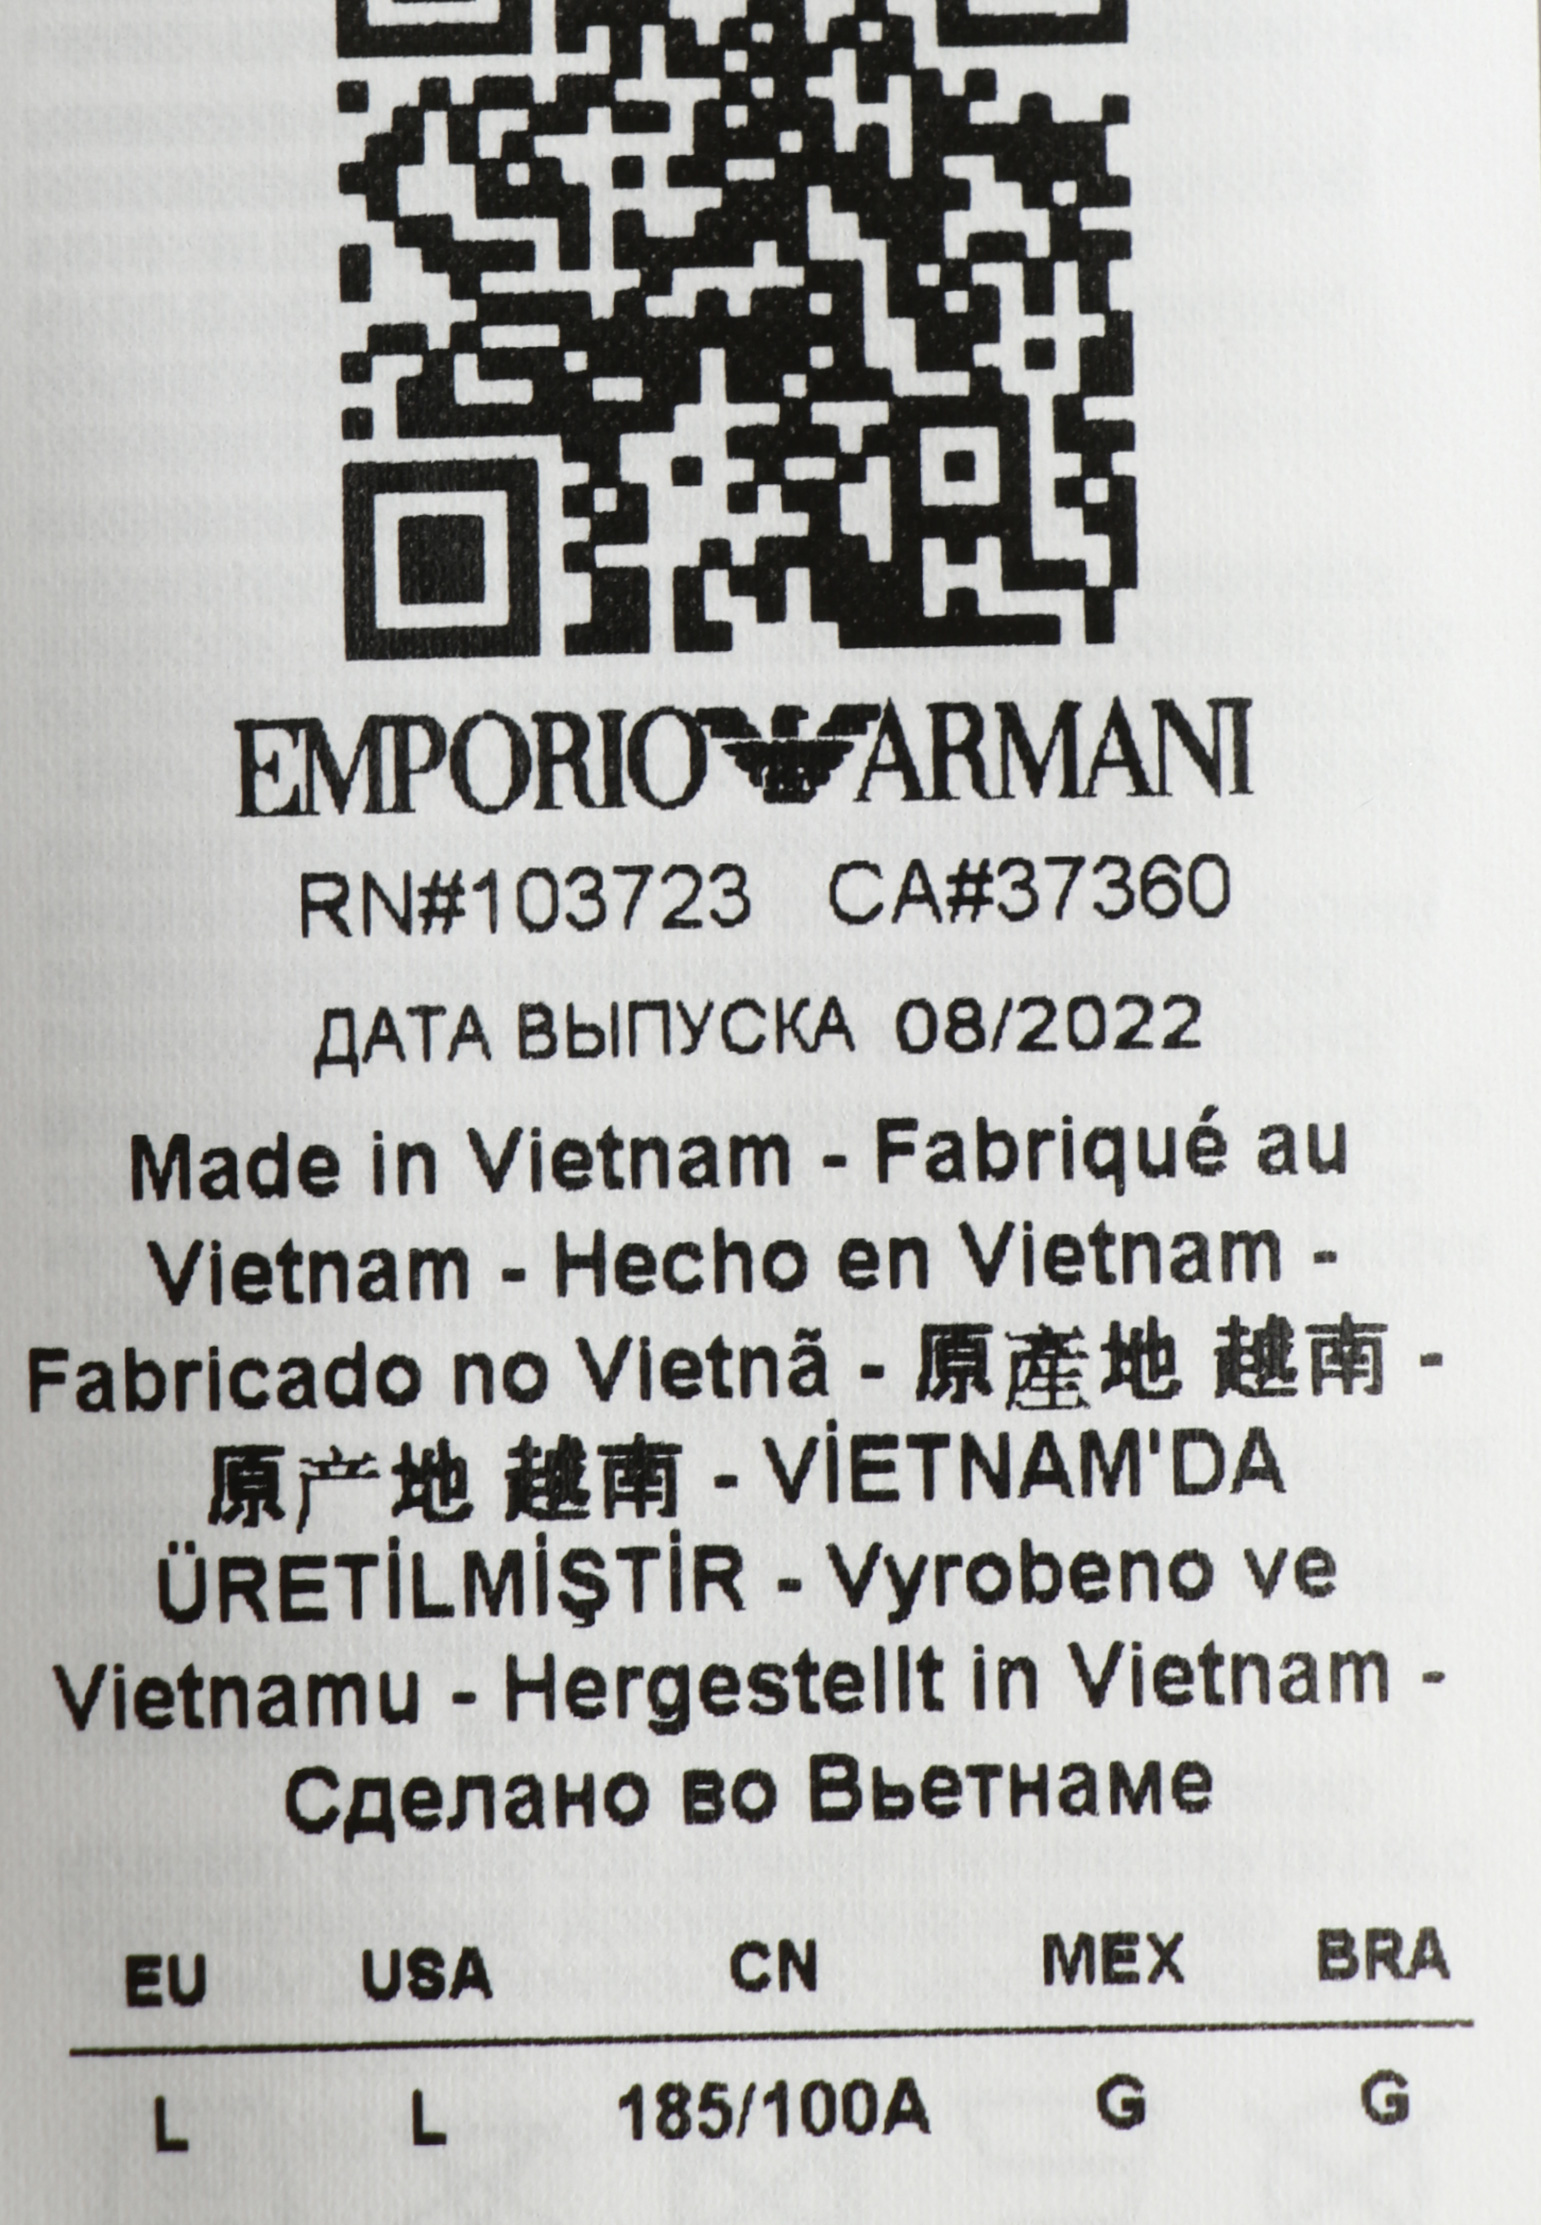 EMPORIO ARMANI
RN#103723 CA#37360
ДАТА ВЫПУСКА 08/2022
Made in Vietnam - Fabriqué au
Vietnam - Hecho en Vietnam -
Fabricado no Vietnã - 原產地 越南 -
原产地 越南 - VİETNAM'DA
ÜRETİLMİŞTİR - Vyrobeno ve
Vietnamu - Hergestellt in Vietnam -
Сделано во Вьетнаме
EU USA CN MEX BRA
L L 185/100A G G